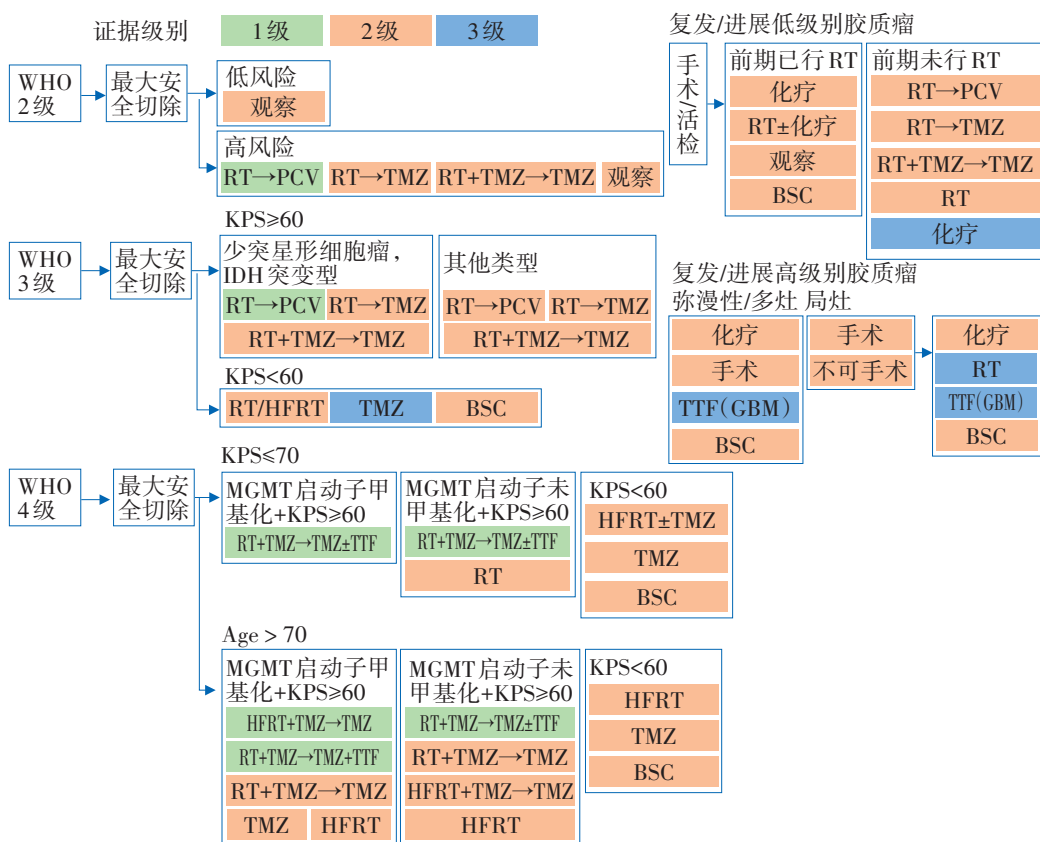 证据级别 1级 2级 3级
WHO
2级
最大安
全切除
低风险
观察
高风险
RT→PCV RT→TMZ RT+TMZ→TMZ 观察
WHO
3级
最大安
全切除
KPS≥60
少突星形细胞瘤，
IDH突变型
RT→PCV RT→TMZ
RT+TMZ→TMZ
其他类型
RT→PCV RT→TMZ
RT+TMZ→TMZ
KPS<60
RT/HFRT TMZ BSC
WHO
4级
最大安
全切除
KPS≤70
MGMT启动子甲
基化+KPS≥60
RT+TMZ→TMZ±TTF
MGMT启动子未
甲基化+KPS≥60
RT+TMZ→TMZ±TTF
RT
KPS<60
HFRT±TMZ
TMZ
BSC
Age > 70
MGMT启动子甲
基化+KPS≥60
HFRT+TMZ→TMZ
RT+TMZ→TMZ+TTF
RT+TMZ→TMZ
TMZ HFRT
MGMT启动子未
甲基化+KPS≥60
RT+TMZ→TMZ±TTF
RT+TMZ→TMZ
HFRT+TMZ→TMZ
HFRT
KPS<60
HFRT
TMZ
BSC
复发/进展低级别胶质瘤
手术/活检
前期已行RT
化疗
RT±化疗
观察
BSC
前期未行RT
RT→PCV
RT→TMZ
RT+TMZ→TMZ
RT
化疗
复发/进展高级别胶质瘤
弥漫性/多灶 局灶
化疗
手术
TTF（GBM）
BSC
手术
不可手术
化疗
RT
TTF（GBM）
BSC